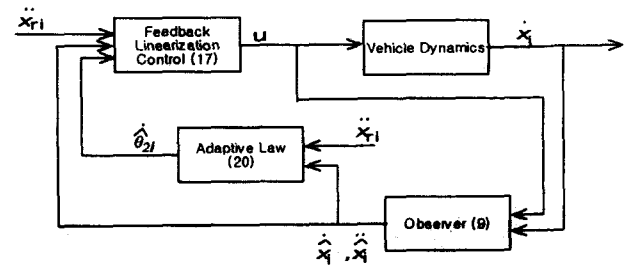 ẍri
Feedback
Linearization
Control (17)
u
Vehicle Dynamics
ẋi
θ̂̇2i
Adaptive Law
(20)
ẍri
Observer (9)
x̂̇i , x̂̈i